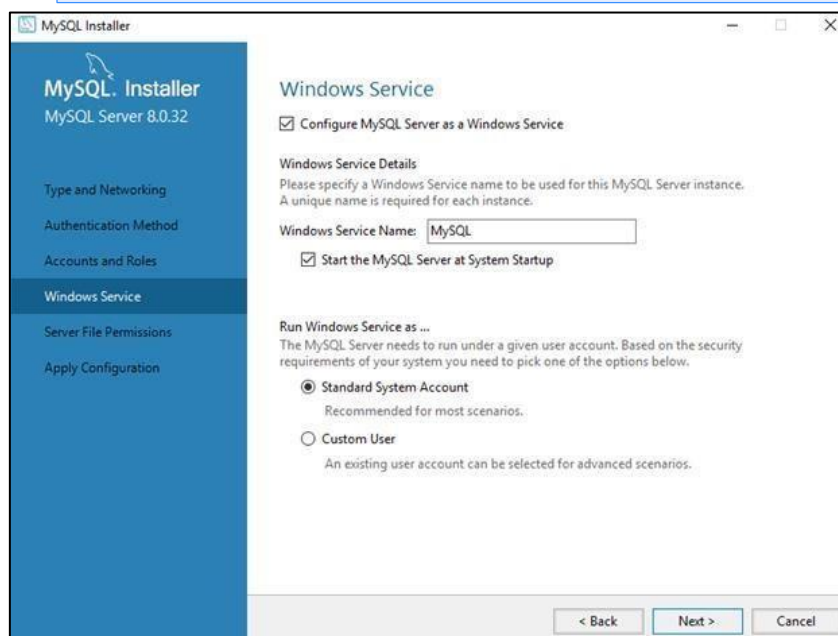 MySQL Installer
MySQL. Installer
MySQL Server 8.0.32
Type and Networking
Authentication Method
Accounts and Roles
Windows Service
Server File Permissions
Apply Configuration
Windows Service
Configure MySQL Server as a Windows Service
Windows Service Details
Please specify a Windows Service name to be used for this MySQL Server instance.
A unique name is required for each instance.
Windows Service Name: MySQL
Start the MySQL Server at System Startup
Run Windows Service as ...
The MySQL Server needs to run under a given user account. Based on the security
requirements of your system you need to pick one of the options below.
Standard System Account
Recommended for most scenarios.
Custom User
An existing user account can be selected for advanced scenarios.
< Back Next > Cancel